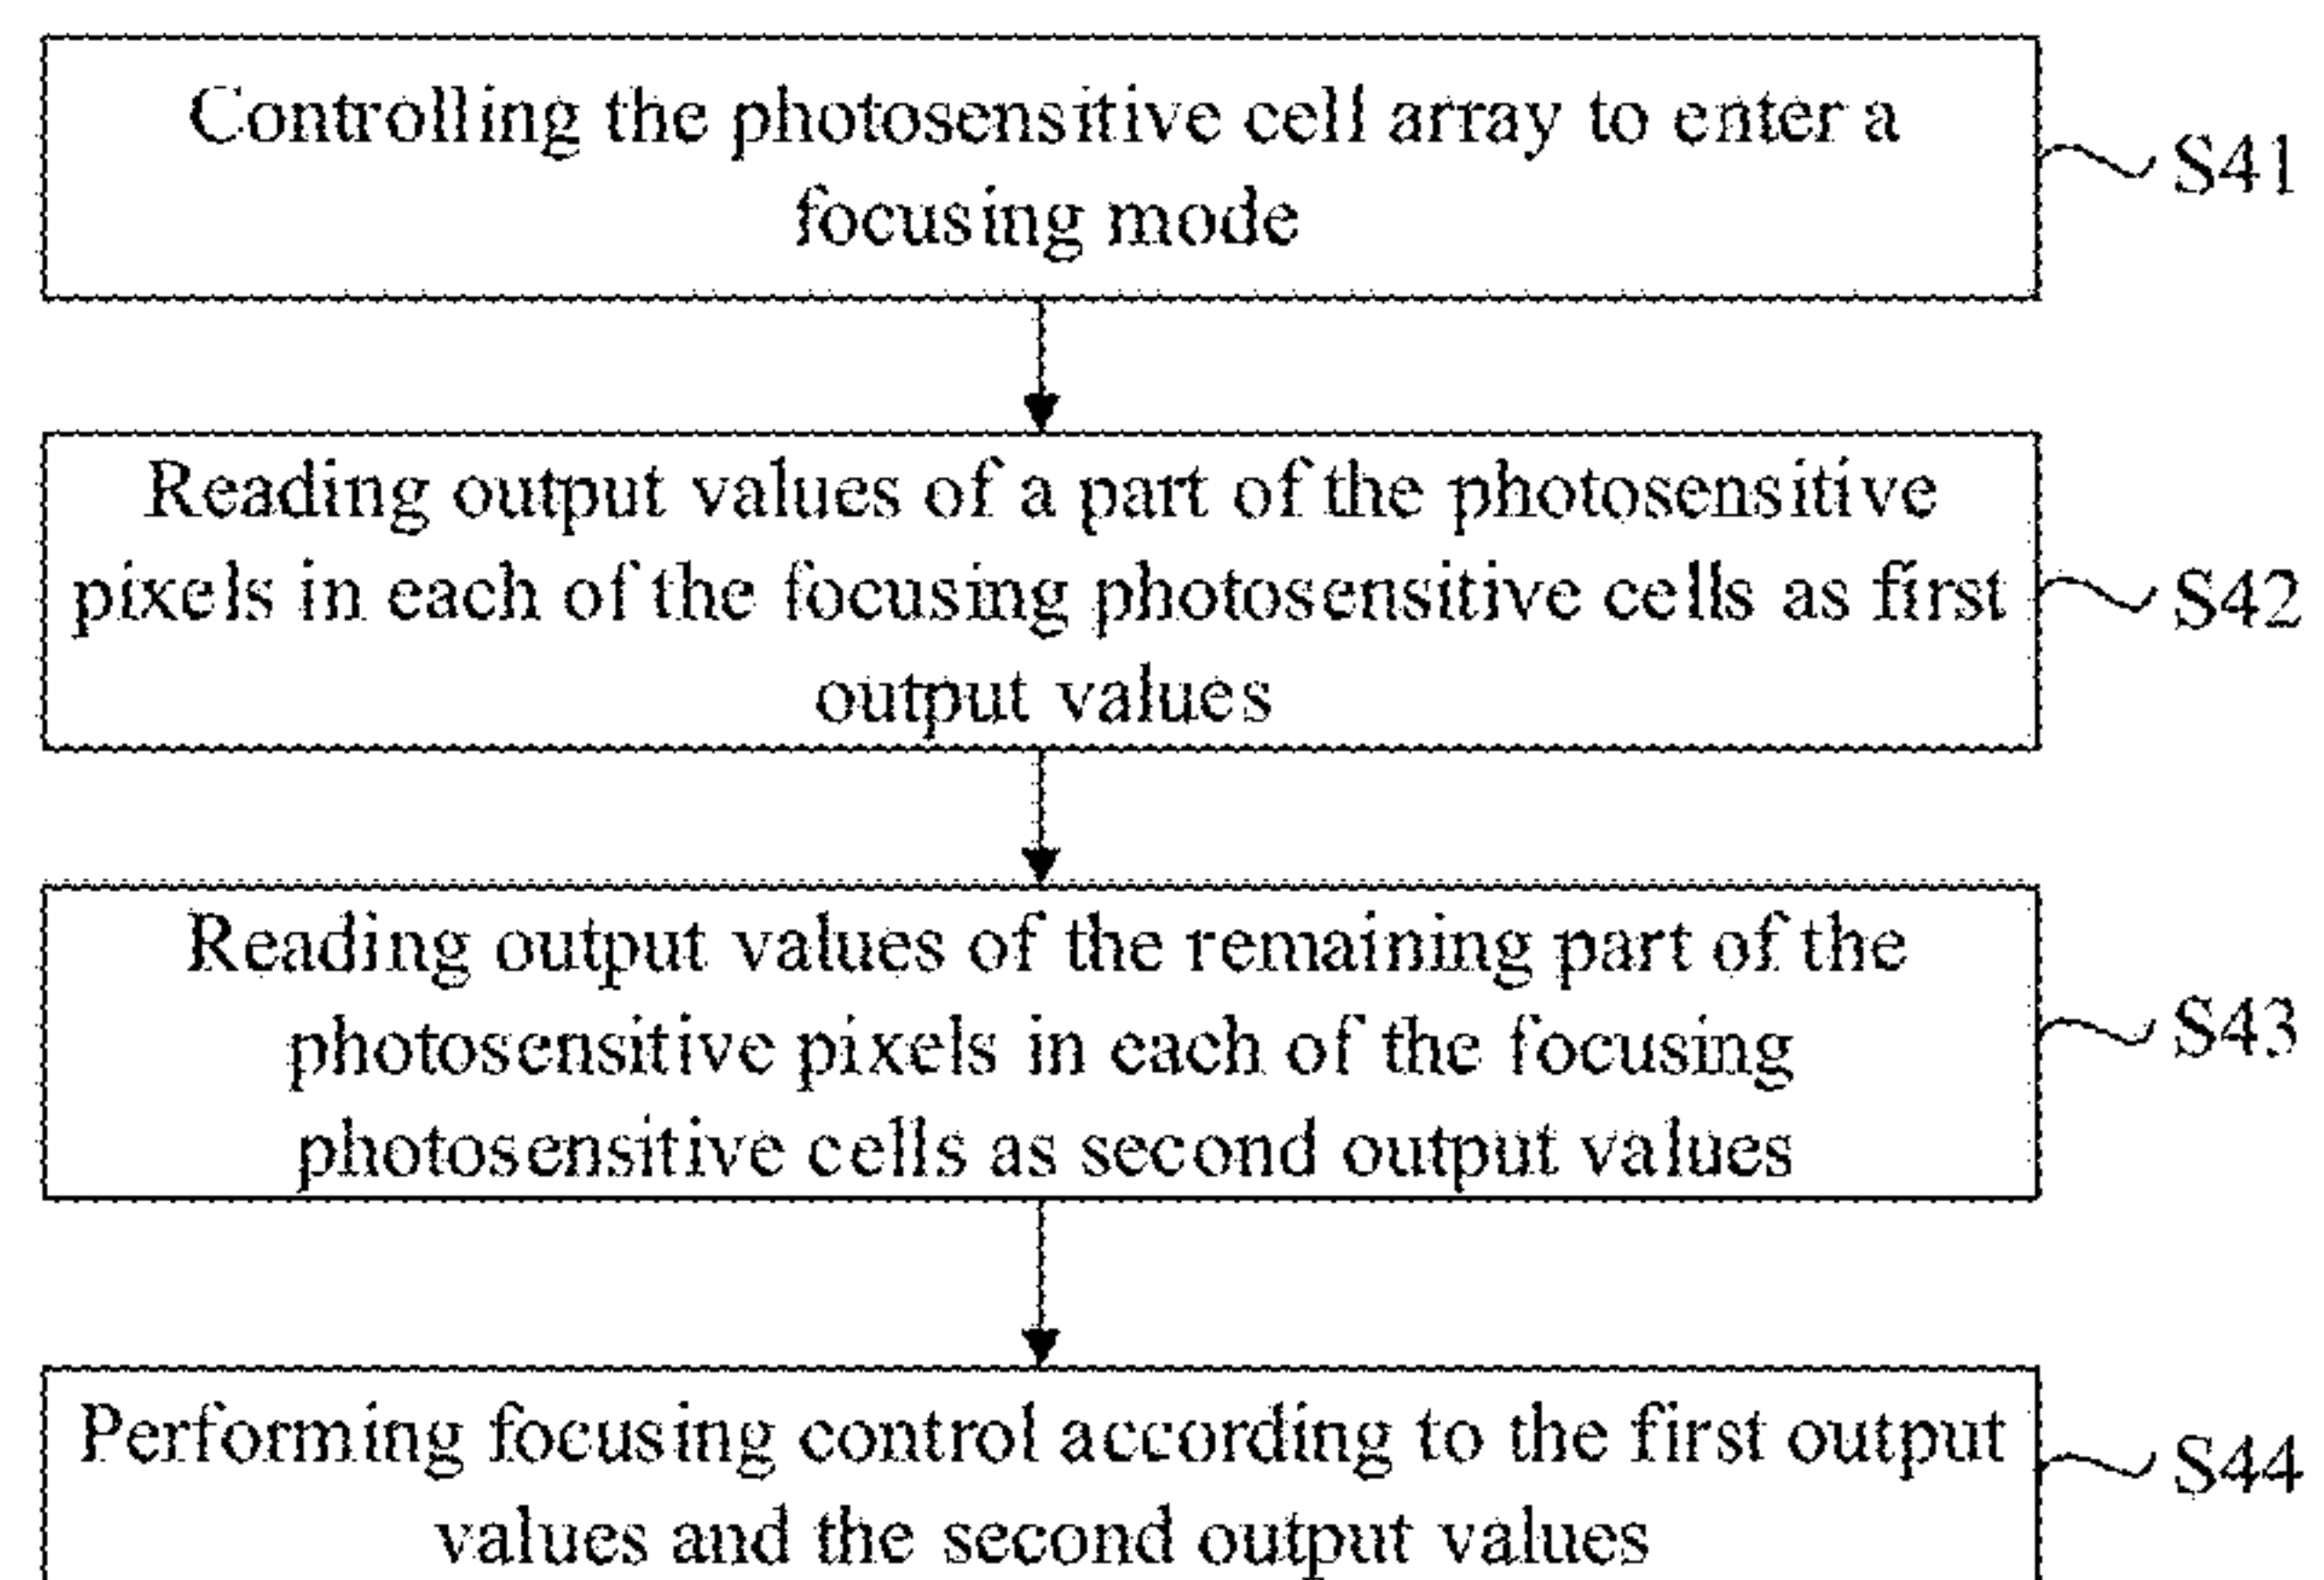 Controlling the photosensitive cell array to enter a
focusing mode
S41
Reading output values of a part of the photosensitive
pixels in each of the focusing photosensitive cells as first
output values
S42
Reading output values of the remaining part of the
photosensitive pixels in each of the focusing
photosensitive cells as second output values
S43
Performing focusing control according to the first output
values and the second output values
S44